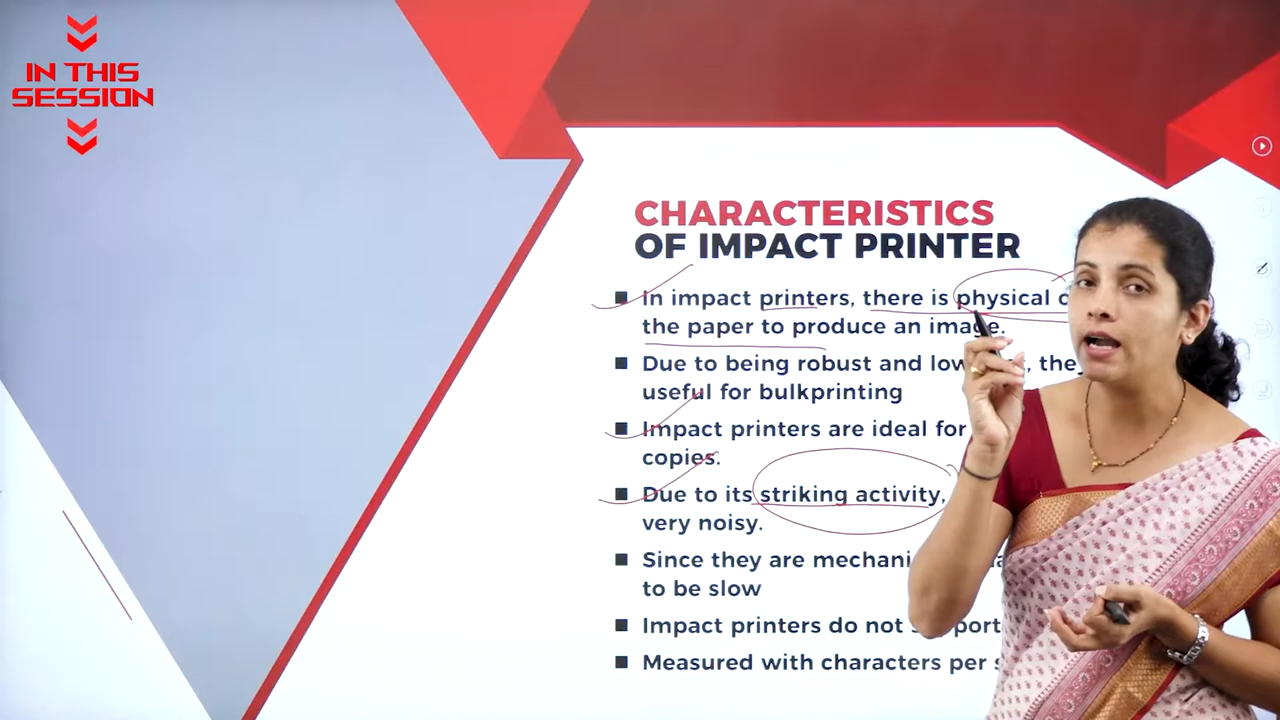 IN THIS
SESSION
CHARACTERISTICS
OF IMPACT PRINTER
In impact printers, there is physical
the paper to produce an image.
Due to being robust and low
useful for bulkprinting
Impact printers are ideal for
copies.
Due to its striking activity,
very noisy.
Since they are
to be slow
Impact printers do not
Measured with characters per